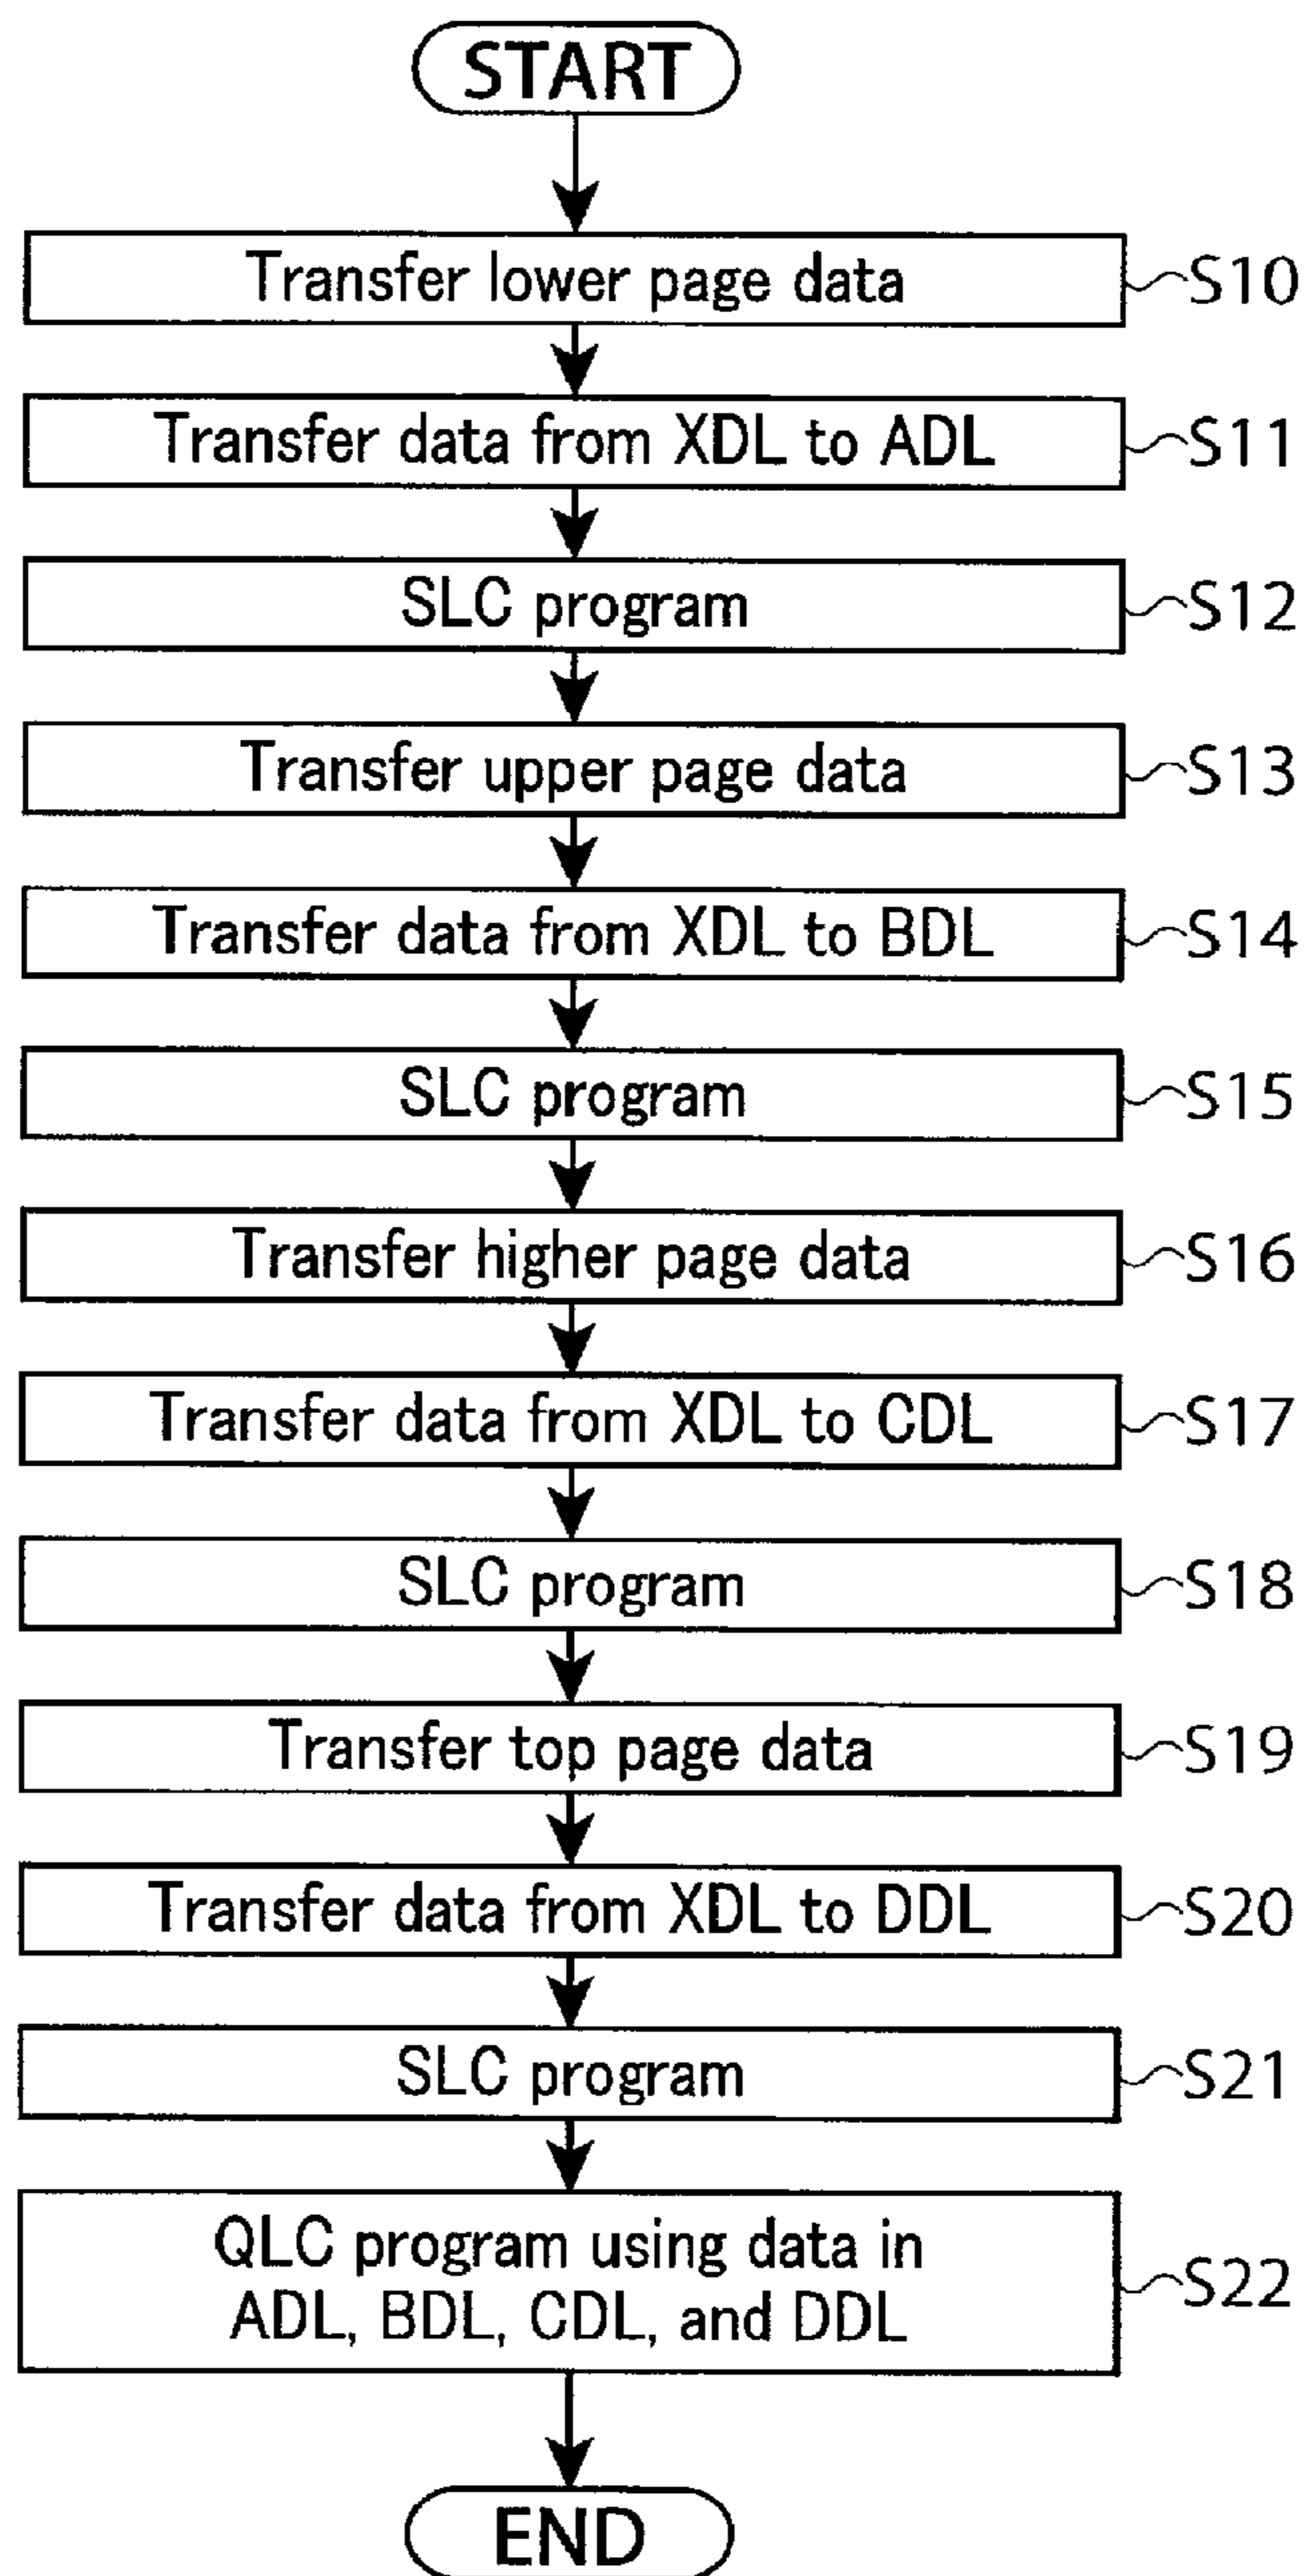 START
Transfer lower page data
S10
Transfer data from XDL to ADL
S11
SLC program
S12
Transfer upper page data
S13
Transfer data from XDL to BDL
S14
SLC program
S15
Transfer higher page data
S16
Transfer data from XDL to CDL
S17
SLC program
S18
Transfer top page data
S19
Transfer data from XDL to DDL
S20
SLC program
S21
QLC program using data in
ADL, BDL, CDL, and DDL
S22
END